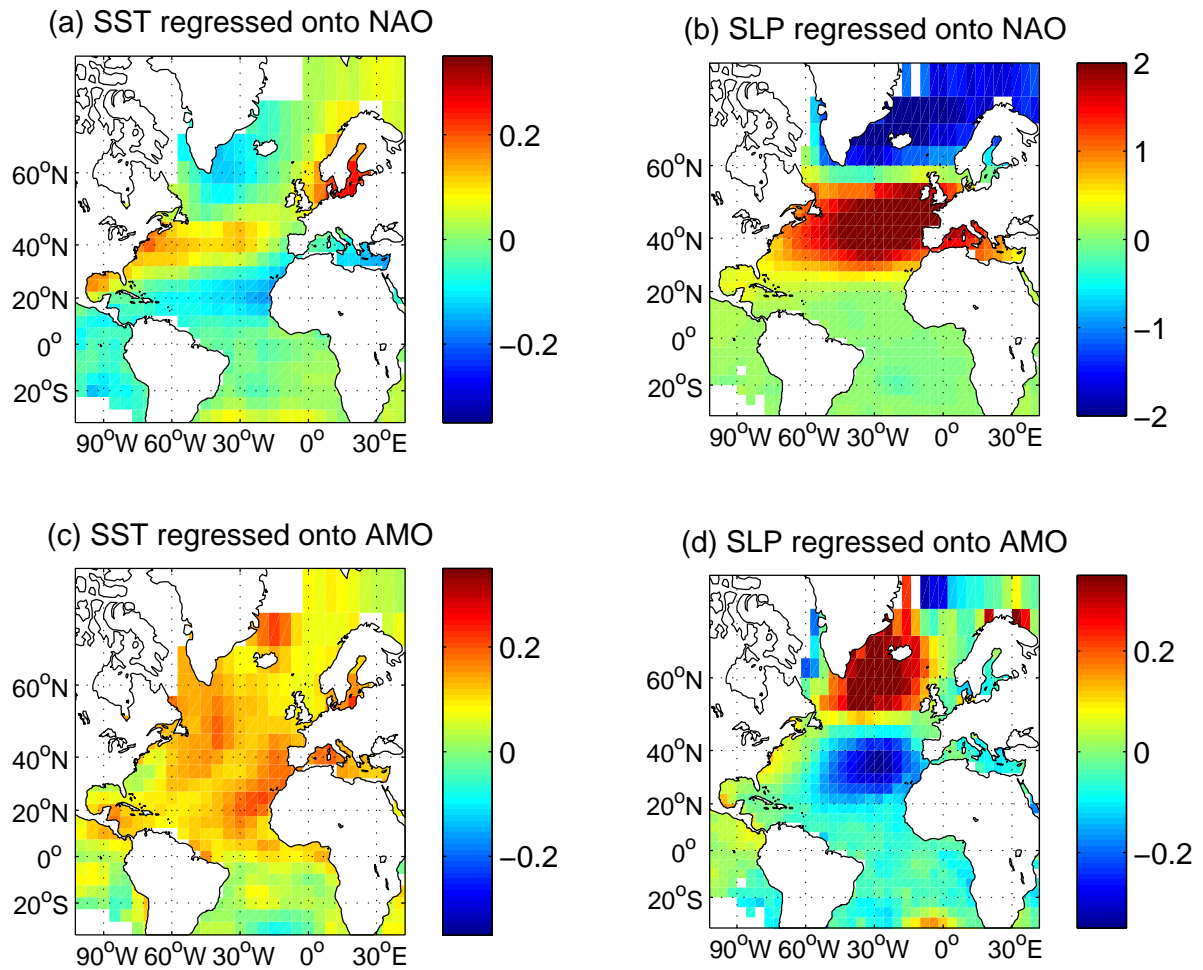 (a) SST regressed onto NAO
60°N
40°N
20°N
0°
20°S
90°W 60°W 30°W 0° 30°E
0.2
0
−0.2
(b) SLP regressed onto NAO
60°N
40°N
20°N
0°
20°S
90°W 60°W 30°W 0° 30°E
2
1
0
−1
−2
(c) SST regressed onto AMO
60°N
40°N
20°N
0°
20°S
90°W 60°W 30°W 0° 30°E
0.2
0
−0.2
(d) SLP regressed onto AMO
60°N
40°N
20°N
0°
20°S
90°W 60°W 30°W 0° 30°E
0.2
0
−0.2